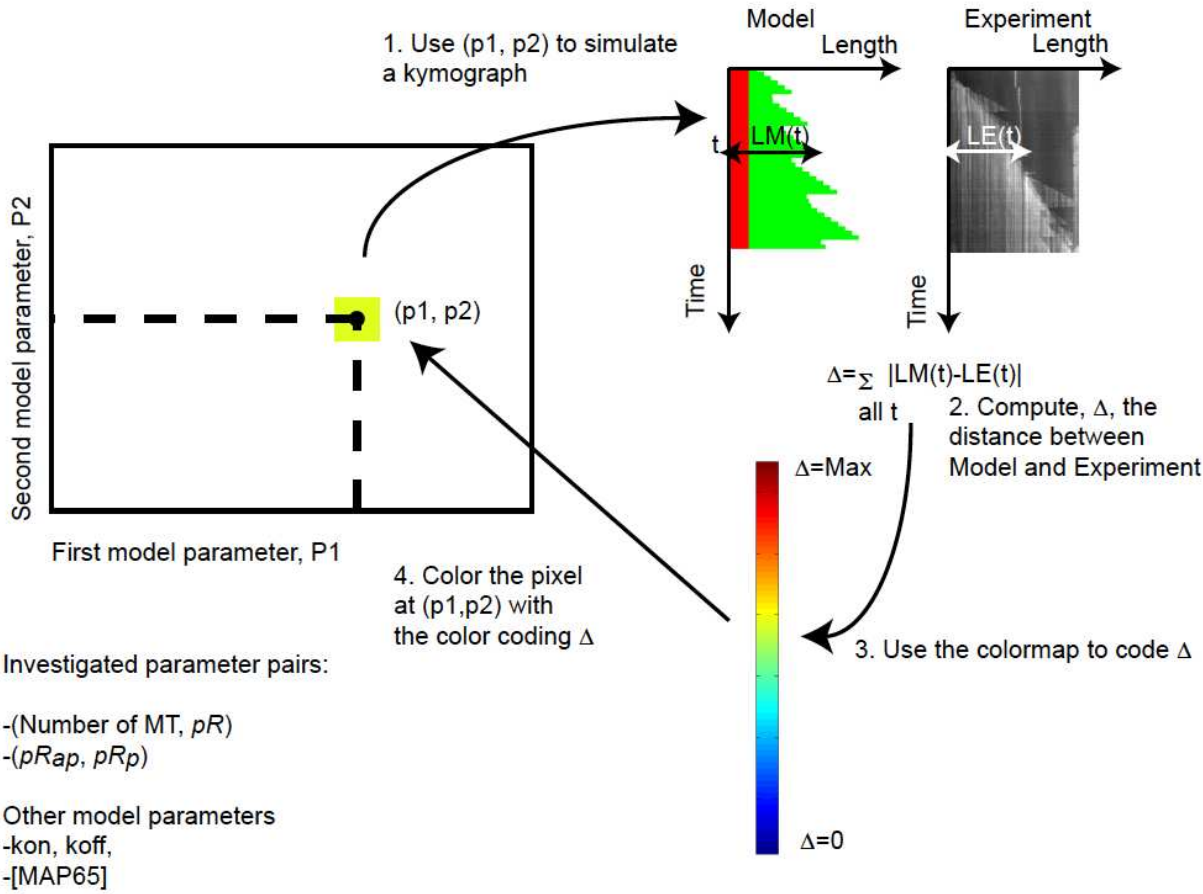 1. Use (p1, p2) to simulate
a kymograph
Model
Length
t
LM(t)
Time
Experiment
Length
LE(t)
Time
Second model parameter, P2
(p1, p2)
First model parameter, P1
Δ=Σ |LM(t)-LE(t)|
all t
2. Compute, Δ, the
distance between
Model and Experiment
Δ=Max
Δ=0
3. Use the colormap to code Δ
4. Color the pixel
at (p1,p2) with
the color coding Δ
Investigated parameter pairs:
-(Number of MT, pR)
-(pRap, pRp)
Other model parameters
-kon, koff,
-[MAP65]